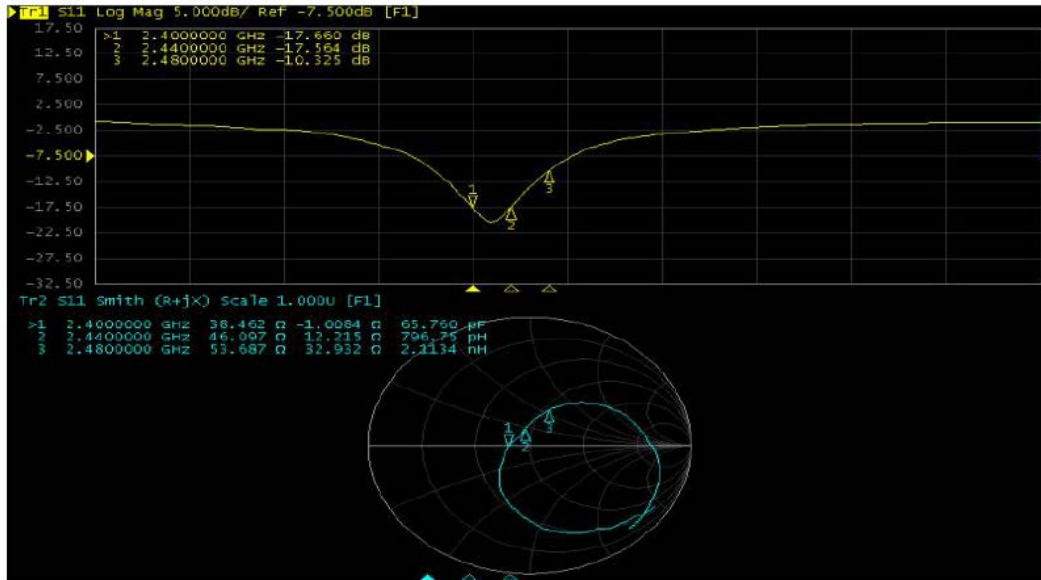 Tr1 S11 Log Mag 5.000dB/ Ref -7.500dB [F1]
17.50
>1 2.4000000 GHz -17.660 dB
2 2.4400000 GHz -17.564 dB
3 2.4800000 GHz -10.325 dB
12.50
7.500
2.500
-2.500
-7.500
-12.50
1
3
-17.50
2
-22.50
-27.50
-32.50
Tr2 S11 Smith (R+jX) Scale 1.000U [F1]
>1 2.4000000 GHz 38.462 Ω -1.0084 Ω 65.760 pF
2 2.4400000 GHz 46.097 Ω 12.215 Ω 796.75 pH
3 2.4800000 GHz 53.687 Ω 32.932 Ω 2.1134 nH
1
3
2